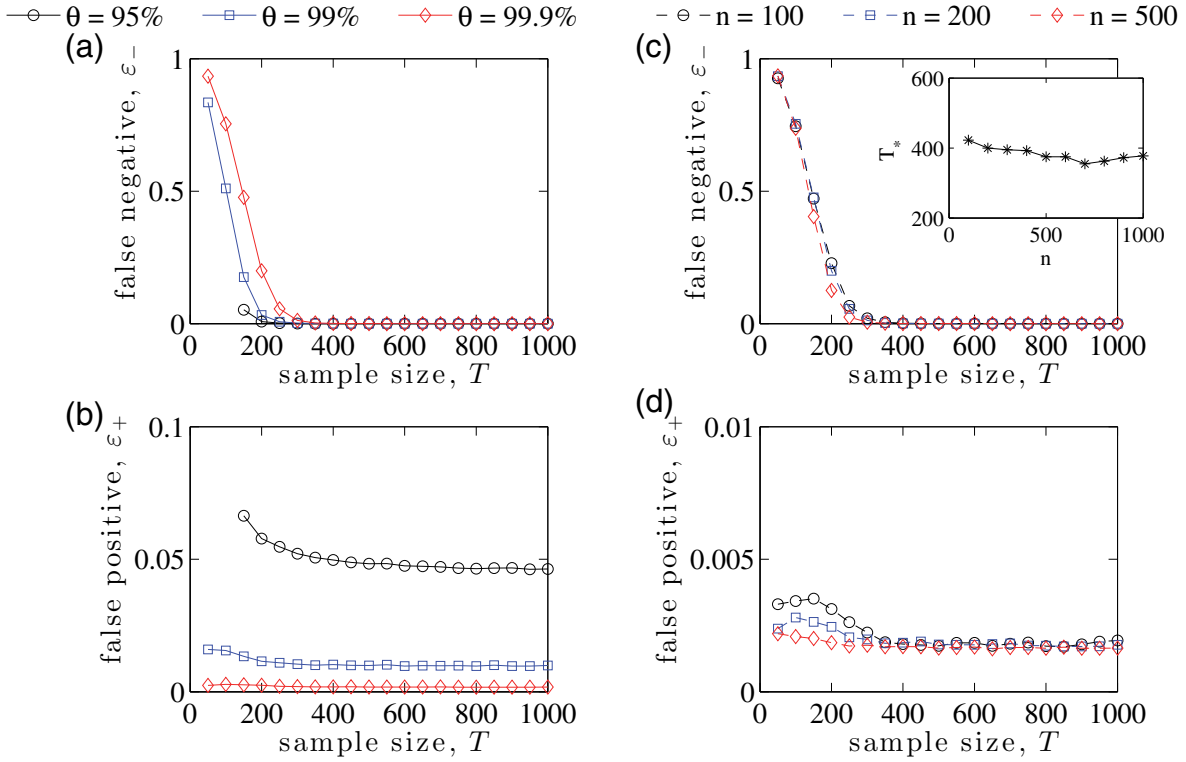 θ = 95% θ = 99% θ = 99.9%
n = 100 n = 200 n = 500
(a)
false negative, ε−
1
0.5
0
0 200 400 600 800 1000
sample size, T
(c)
false negative, ε−
1
0.5
0
0 200 400 600 800 1000
sample size, T
T*
600
400
200
0 500 1000
n
(b)
false positive, ε+
0.1
0.05
0
0 200 400 600 800 1000
sample size, T
(d)
false positive, ε+
0.01
0.005
0
0 200 400 600 800 1000
sample size, T